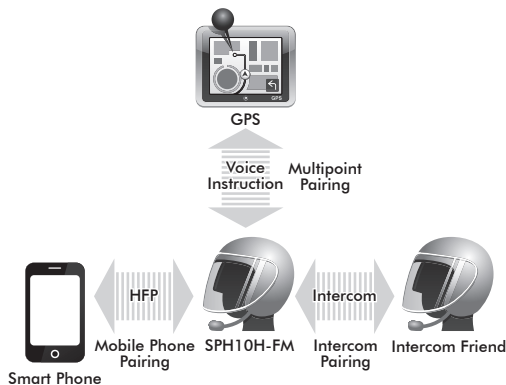 GPS
GPS
Voice
Instruction
Multipoint
Pairing
HFP
Intercom
Mobile Phone
Pairing
SPH10H-FM
Intercom
Pairing
Intercom Friend
Smart Phone